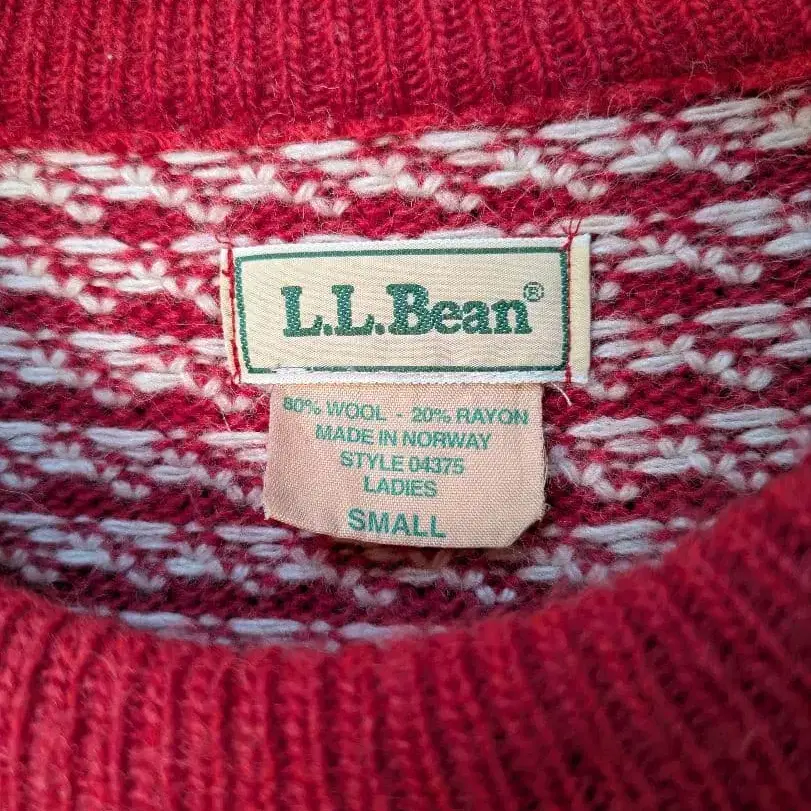 L.L.Bean®
80% WOOL - 20% RAYON
MADE IN NORWAY
STYLE 04375
LADIES
SMALL